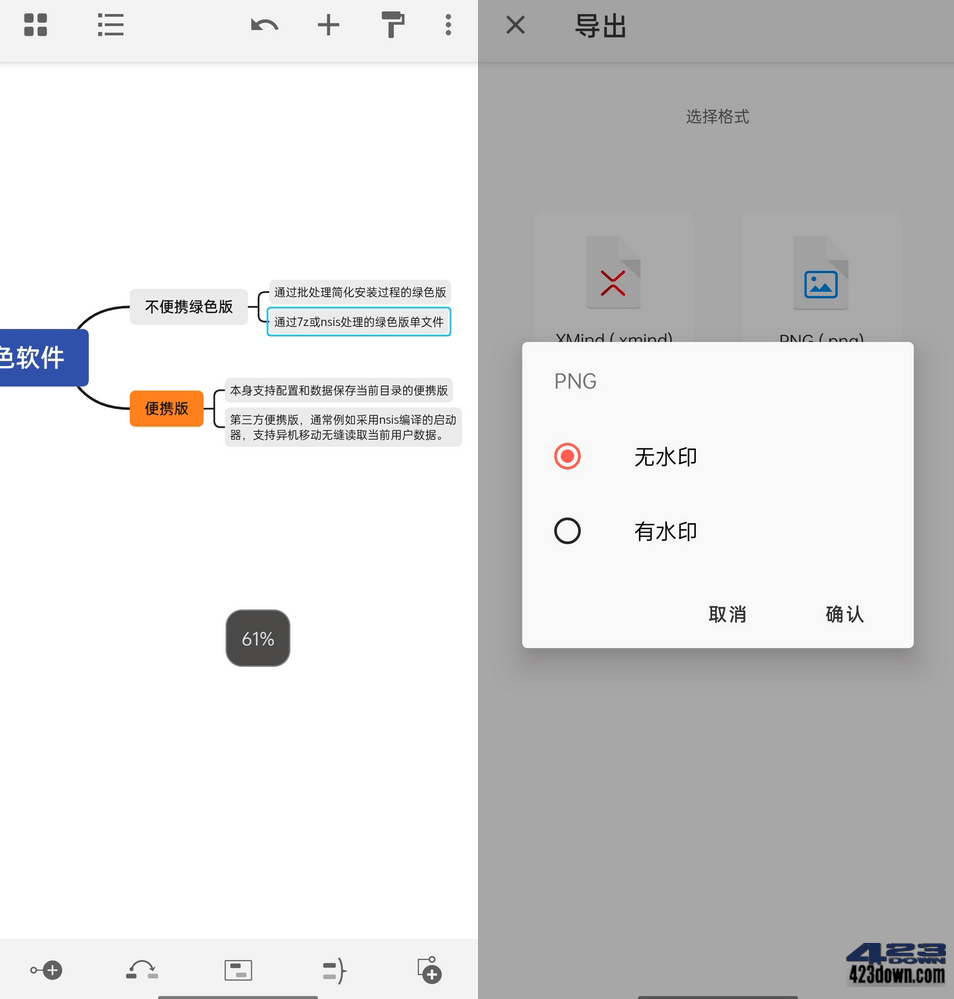 不便携绿色版
通过批处理简化安装过程的绿色版
通过7z或nsis处理的绿色版单文件
色软件
便携版
本身支持配置和数据保存当前目录的便携版
第三方便携版，通常例如采用nsis编译的启动
器，支持异机移动无缝读取当前用户数据。
61%
导出
选择格式
XMind (.xmind)
PNG (.png)
PNG
无水印
有水印
取消
确认
423
DOWN
423down.com